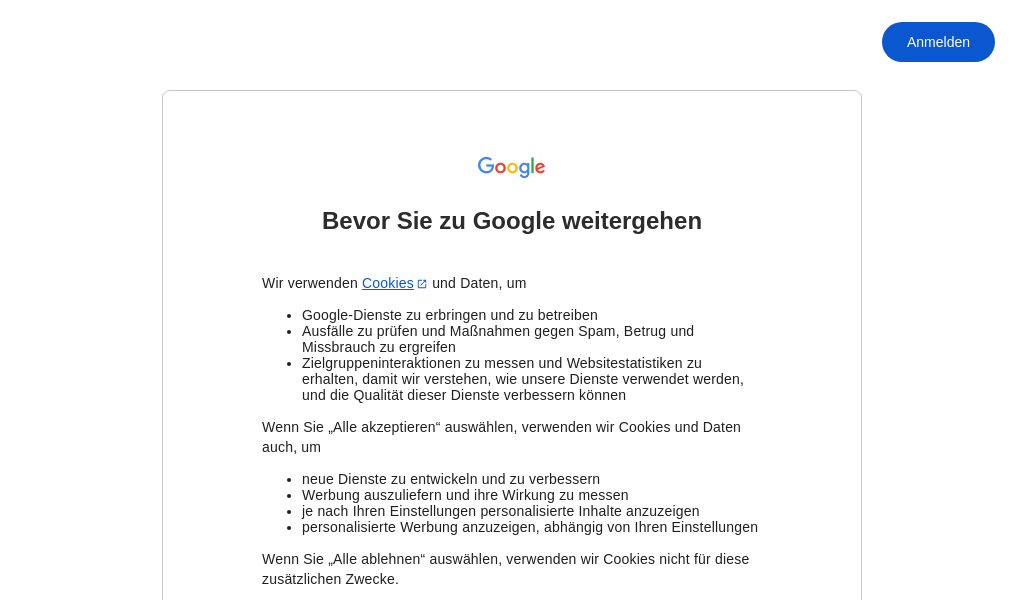 Anmelden
Google
Bevor Sie zu Google weitergehen
Wir verwenden Cookies und Daten, um
Google-Dienste zu erbringen und zu betreiben
Ausfälle zu prüfen und Maßnahmen gegen Spam, Betrug und
Missbrauch zu ergreifen
Zielgruppeninteraktionen zu messen und Websitestatistiken zu
erhalten, damit wir verstehen, wie unsere Dienste verwendet werden,
und die Qualität dieser Dienste verbessern können
Wenn Sie „Alle akzeptieren“ auswählen, verwenden wir Cookies und Daten
auch, um
neue Dienste zu entwickeln und zu verbessern
Werbung auszuliefern und ihre Wirkung zu messen
je nach Ihren Einstellungen personalisierte Inhalte anzuzeigen
personalisierte Werbung anzuzeigen, abhängig von Ihren Einstellungen
Wenn Sie „Alle ablehnen“ auswählen, verwenden wir Cookies nicht für diese
zusätzlichen Zwecke.